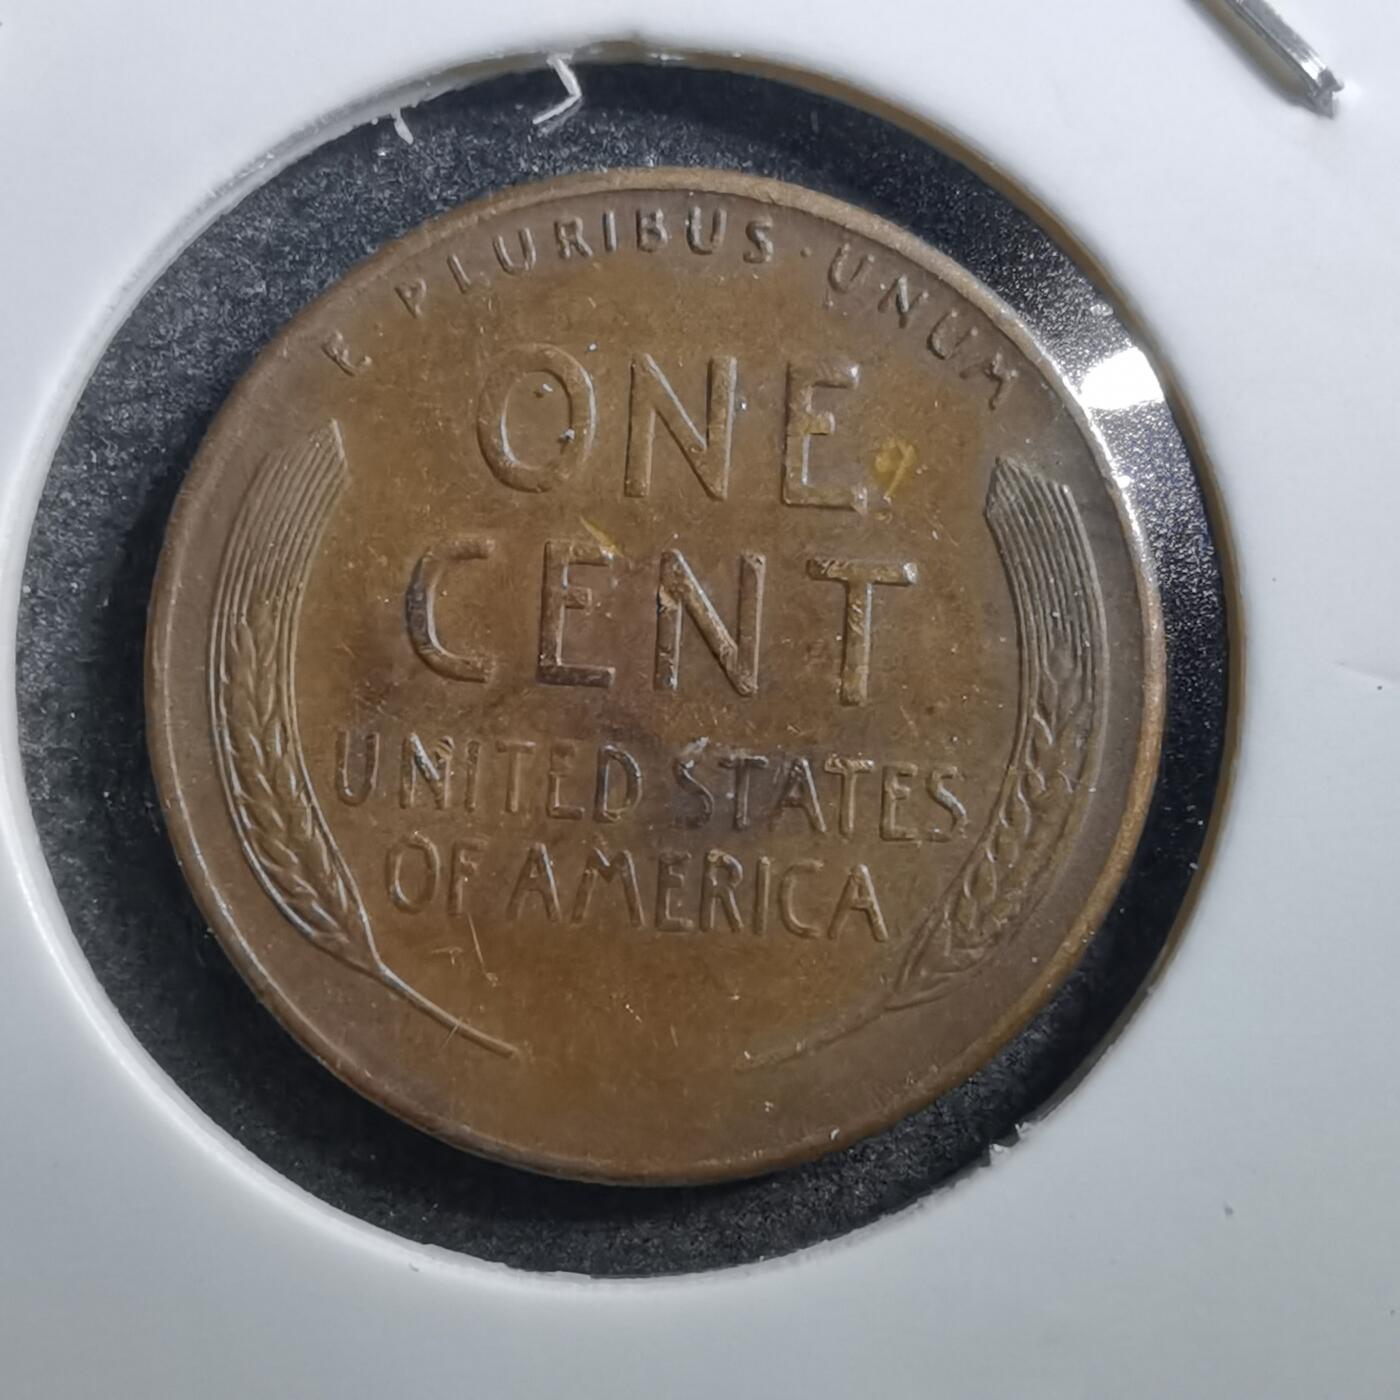 E PLURIBUS · UNUM
ONE
CENT
UNITED STATES
OF AMERICA